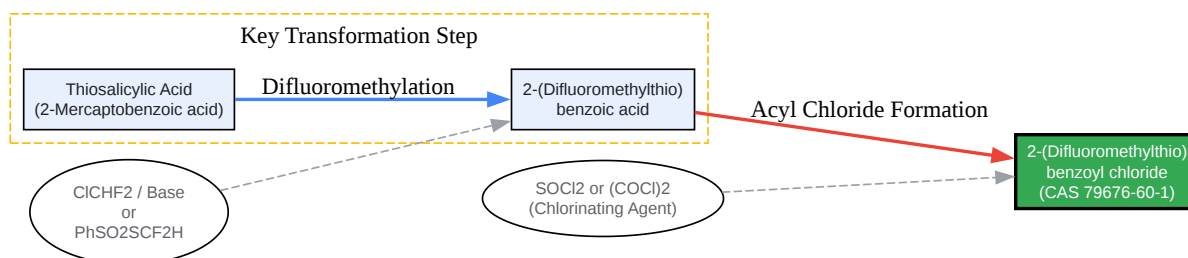 Key Transformation Step
Thiosalicylic Acid
(2-Mercaptobenzoic acid)
Difluoromethylation
2-(Difluoromethylthio)
benzoic acid
Acyl Chloride Formation
2-(Difluoromethylthio)
benzoyl chloride
(CAS 79676-60-1)
ClCHF2 / Base
or
PhSO2SCF2H
SOCl2 or (COCl)2
(Chlorinating Agent)